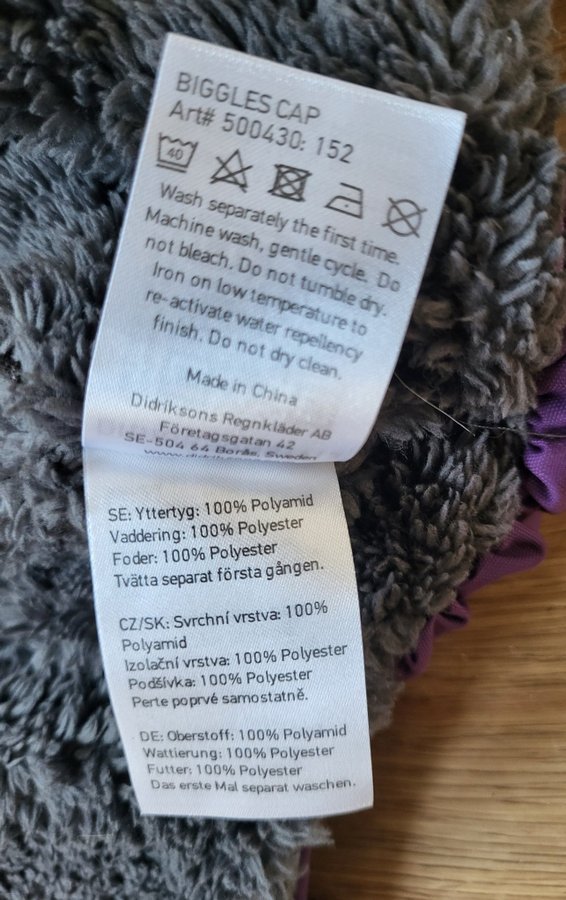 BIGGLES CAP
Art# 500430: 152
40
Wash separately the first time.
Machine wash, gentle cycle. Do
not bleach. Do not tumble dry.
Iron on low temperature to
re-activate water repellency
finish. Do not dry clean.
Made in China
Didriksons Regnkläder AB
Företagsgatan 42
SE-504 64 Borås, Sweden
SE: Yttertyg: 100% Polyamid
Vaddering: 100% Polyester
Foder: 100% Polyester
Tvätta separat första gången.
CZ/SK: Svrchní vrstva: 100%
Polyamid
Izolační vrstva: 100% Polyester
Podšívka: 100% Polyester
Perte poprvé samostatně.
DE: Oberstoff: 100% Polyamid
Wattierung: 100% Polyester
Futter: 100% Polyester
Das erste Mal separat waschen.